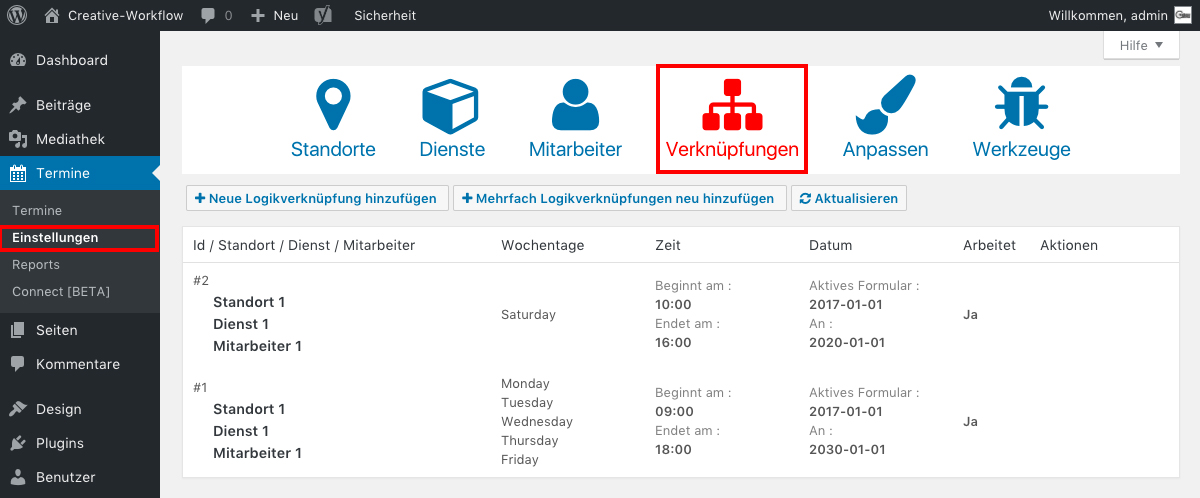 Creative-Workflow 0 Neu Sicherheit Willkommen, admin
Hilfe
Dashboard
Beiträge
Mediathek
Termine
Termine
Einstellungen
Reports
Connect [BETA]
Seiten
Kommentare
Design
Plugins
Benutzer
Standorte Dienste Mitarbeiter Verknüpfungen Anpassen Werkzeuge
Neue Logikverknüpfung hinzufügen Mehrfach Logikverknüpfungen neu hinzufügen Aktualisieren
Id / Standort / Dienst / Mitarbeiter Wochentage Zeit Datum Arbeitet Aktionen
#2
Standort 1
Dienst 1
Mitarbeiter 1
Saturday
Beginnt am :
10:00
Endet am :
16:00
Aktives Formular :
2017-01-01
An :
2020-01-01
Ja
#1
Standort 1
Dienst 1
Mitarbeiter 1
Monday
Tuesday
Wednesday
Thursday
Friday
Beginnt am :
09:00
Endet am :
18:00
Aktives Formular :
2017-01-01
An :
2030-01-01
Ja